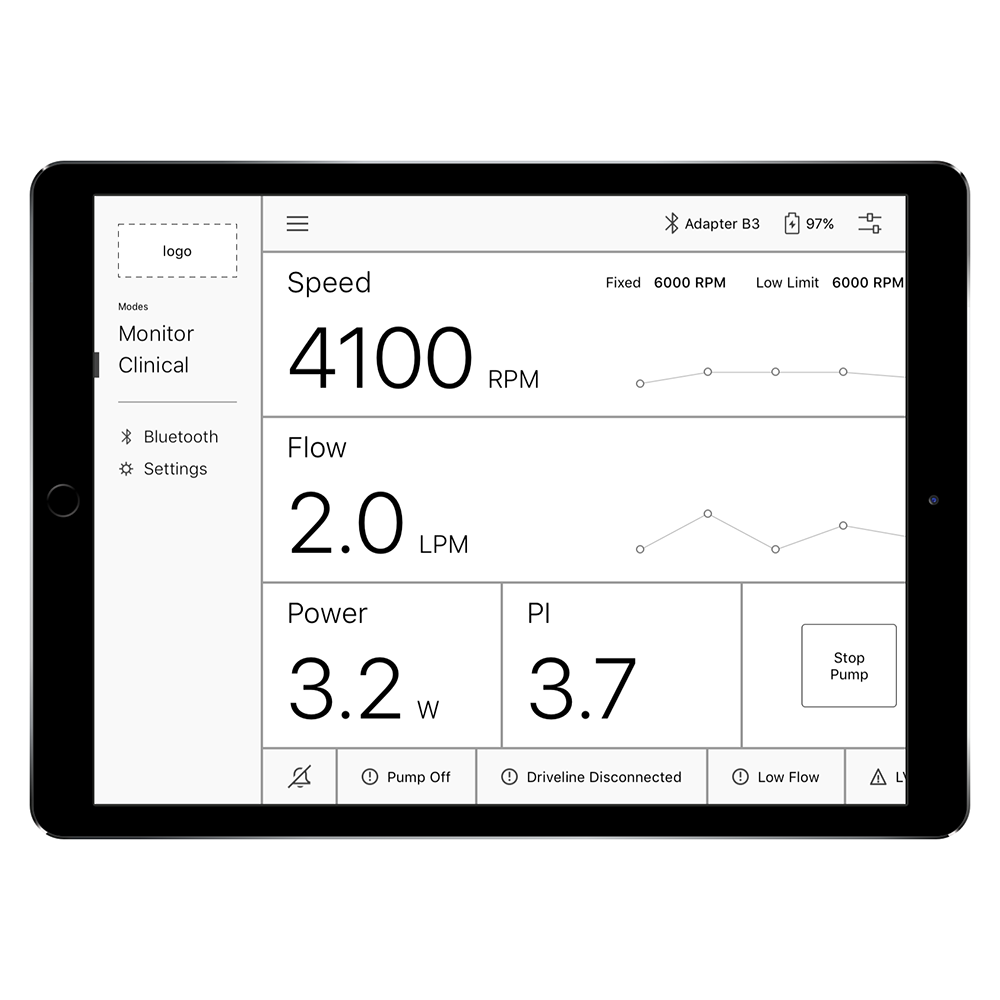 logo
Modes
Monitor
Clinical
Bluetooth
Settings
Adapter B3 97%
Speed Fixed 6000 RPM Low Limit 6000 RPM
4100 RPM
Flow
2.0 LPM
Power
3.2 W
PI
3.7
Stop
Pump
Pump Off Driveline Disconnected Low Flow